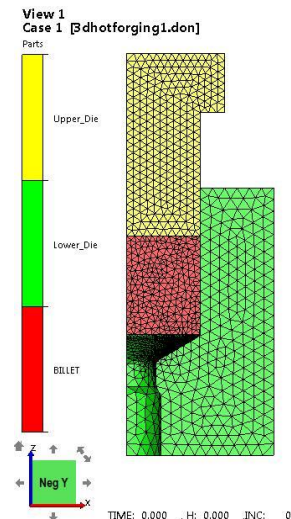 View 1
Case 1 [3dhotforging1.don]
Parts
Upper_Die
Lower_Die
BILLET
Z
Neg Y
X
TIME: 0.000 . H: 0.000 .INC: 0